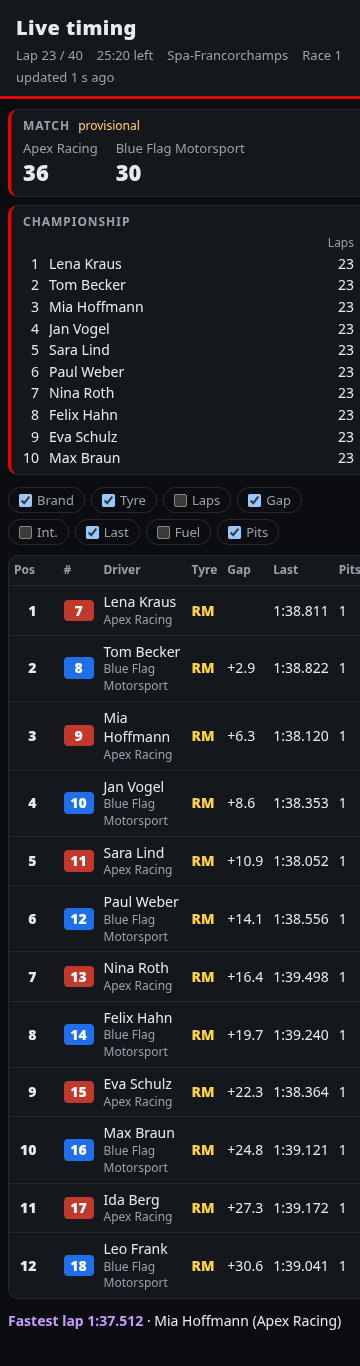 Live timing
Lap 23 / 40 25:20 left Spa-Francorchamps Race 1
updated 1 s ago
MATCH provisional
Apex Racing Blue Flag Motorsport
36 30
CHAMPIONSHIP
Laps
1 Lena Kraus 23
2 Tom Becker 23
3 Mia Hoffmann 23
4 Jan Vogel 23
5 Sara Lind 23
6 Paul Weber 23
7 Nina Roth 23
8 Felix Hahn 23
9 Eva Schulz 23
10 Max Braun 23
Brand Tyre Laps Gap
Int. Last Fuel Pits
Pos # Driver Tyre Gap Last Pits
1 7 Lena Kraus RM 1:38.811 1
Apex Racing
2 8 Tom Becker RM +2.9 1:38.822 1
Blue Flag
Motorsport
3 9 Mia
Hoffmann RM +6.3 1:38.120 1
Apex Racing
4 10 Jan Vogel RM +8.6 1:38.353 1
Blue Flag
Motorsport
5 11 Sara Lind RM +10.9 1:38.052 1
Apex Racing
6 12 Paul Weber RM +14.1 1:38.556 1
Blue Flag
Motorsport
7 13 Nina Roth RM +16.4 1:39.498 1
Apex Racing
8 14 Felix Hahn RM +19.7 1:39.240 1
Blue Flag
Motorsport
9 15 Eva Schulz RM +22.3 1:38.364 1
Apex Racing
10 16 Max Braun RM +24.8 1:39.121 1
Blue Flag
Motorsport
11 17 Ida Berg RM +27.3 1:39.172 1
Apex Racing
12 18 Leo Frank RM +30.6 1:39.041 1
Blue Flag
Motorsport
Fastest lap 1:37.512 · Mia Hoffmann (Apex Racing)